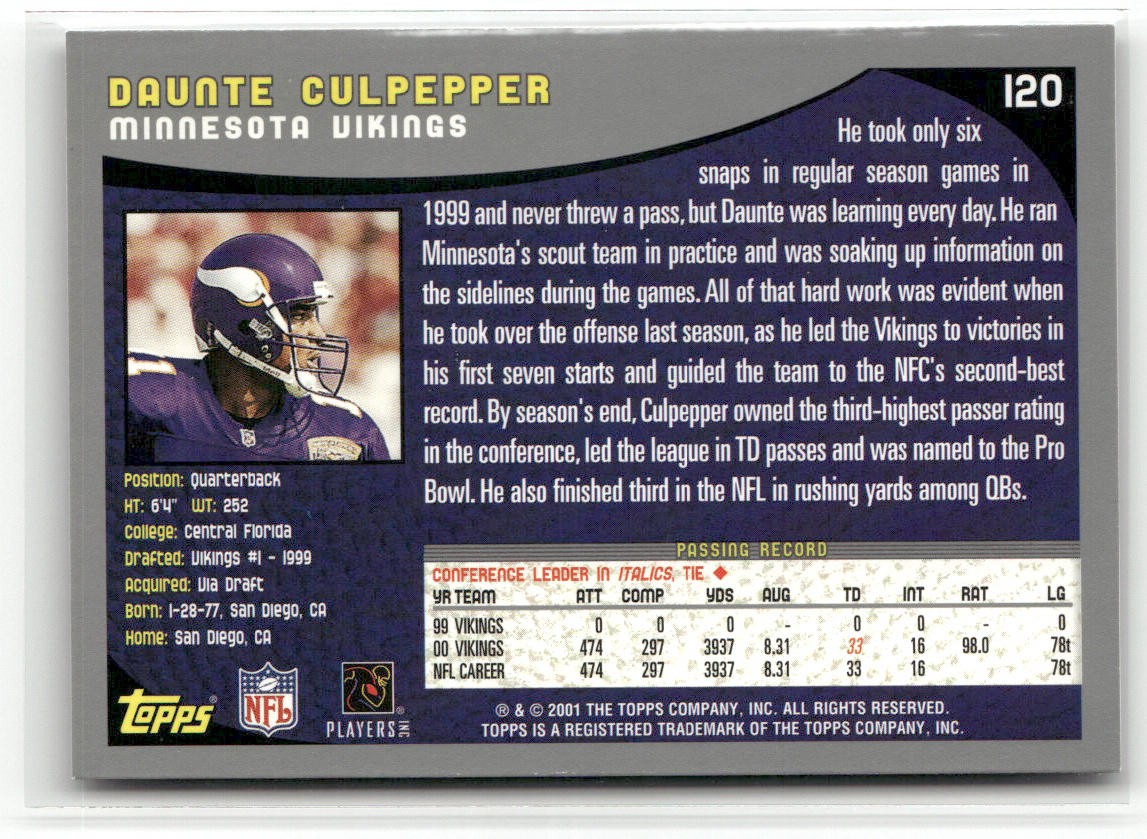 DAUNTE CULPEPPER
MINNESOTA VIKINGS
120
He took only six
snaps in regular season games in
1999 and never threw a pass, but Daunte was learning every day. He ran
Minnesota's scout team in practice and was soaking up information on
the sidelines during the games. All of that hard work was evident when
he took over the offense last season, as he led the Vikings to victories in
his first seven starts and guided the team to the NFC's second-best
record. By season's end, Culpepper owned the third-highest passer rating
in the conference, led the league in TD passes and was named to the Pro
Bowl. He also finished third in the NFL in rushing yards among QBs.
Position: Quarterback
HT: 6'4" WT: 252
College: Central Florida
Drafted: Vikings #1 - 1999
Acquired: Via Draft
Born: 1-28-77, San Diego, CA
Home: San Diego, CA
PASSING RECORD
CONFERENCE LEADER IN ITALICS, TIE ◆
YR TEAM ATT COMP YDS AVG TD INT RAT LG
99 VIKINGS 0 0 0 - 0 0 - 0
00 VIKINGS 474 297 3937 8.31 33 16 98.0 78t
NFL CAREER 474 297 3937 8.31 33 16 78t
Topps®
NFL
PLAYERS INC ®
® & © 2001 THE TOPPS COMPANY, INC. ALL RIGHTS RESERVED.
TOPPS IS A REGISTERED TRADEMARK OF THE TOPPS COMPANY, INC.